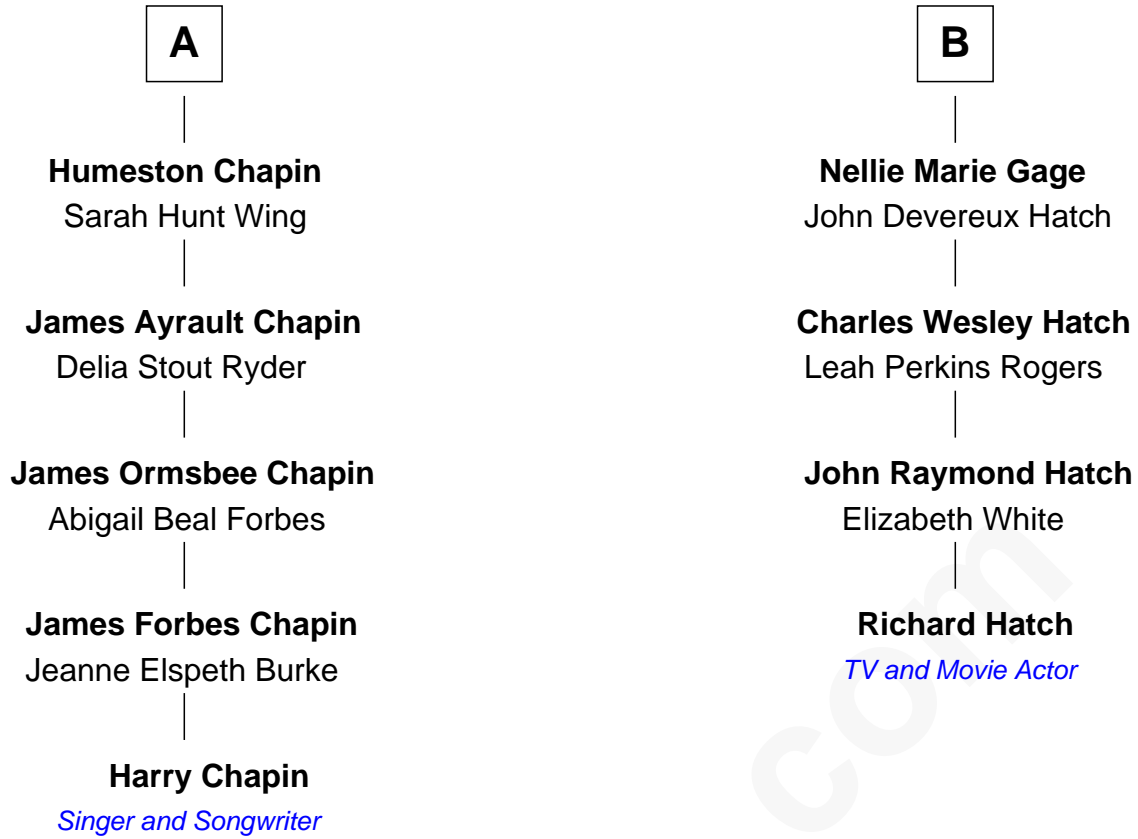 A
Humeston Chapin
Sarah Hunt Wing
James Ayrault Chapin
Delia Stout Ryder
James Ormsbee Chapin
Abigail Beal Forbes
James Forbes Chapin
Jeanne Elspeth Burke
Harry Chapin
Singer and Songwriter
B
Nellie Marie Gage
John Devereux Hatch
Charles Wesley Hatch
Leah Perkins Rogers
John Raymond Hatch
Elizabeth White
Richard Hatch
TV and Movie Actor
com